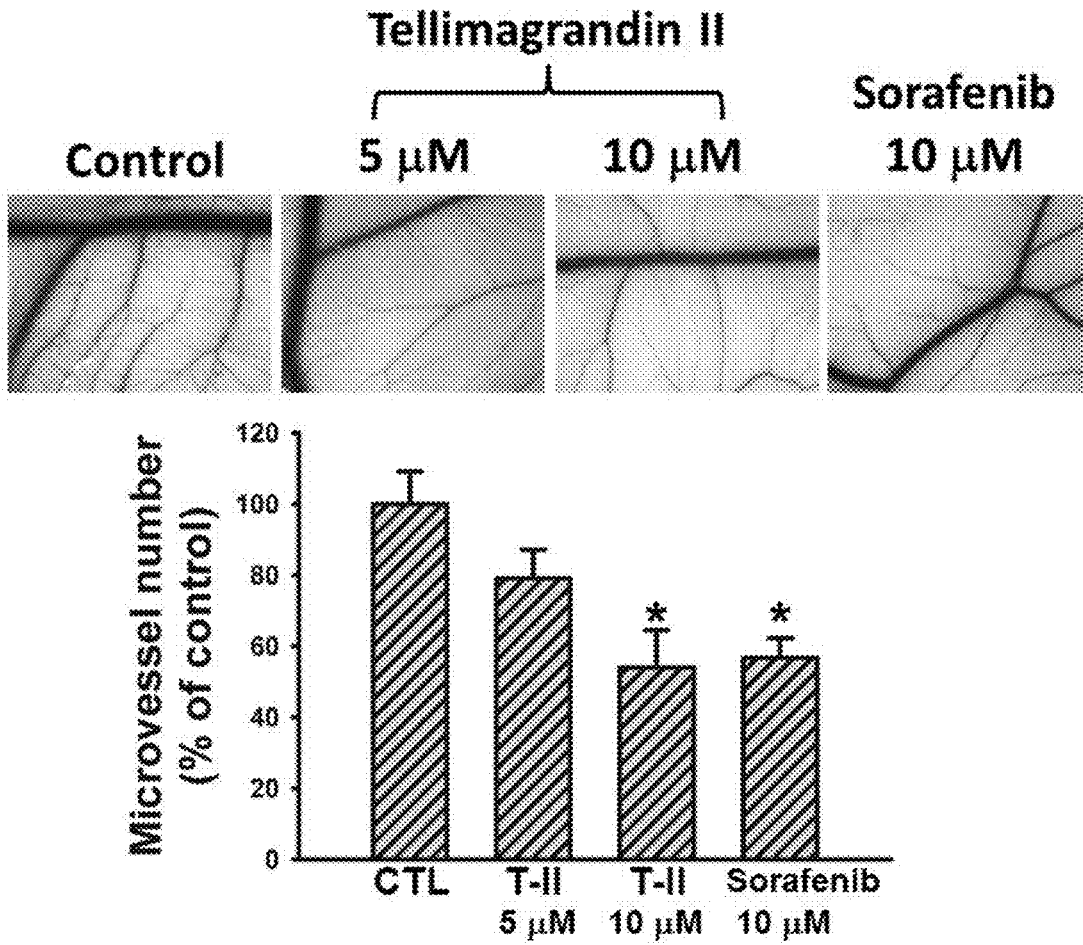 Tellimagrandin II
Control
5 μM
10 μM
Sorafenib
10 μM
Microvessel number
(% of control)
120
100
80
60
40
20
0
*
*
CTL
T-II
5 μM
T-II
10 μM
Sorafenib
10 μM